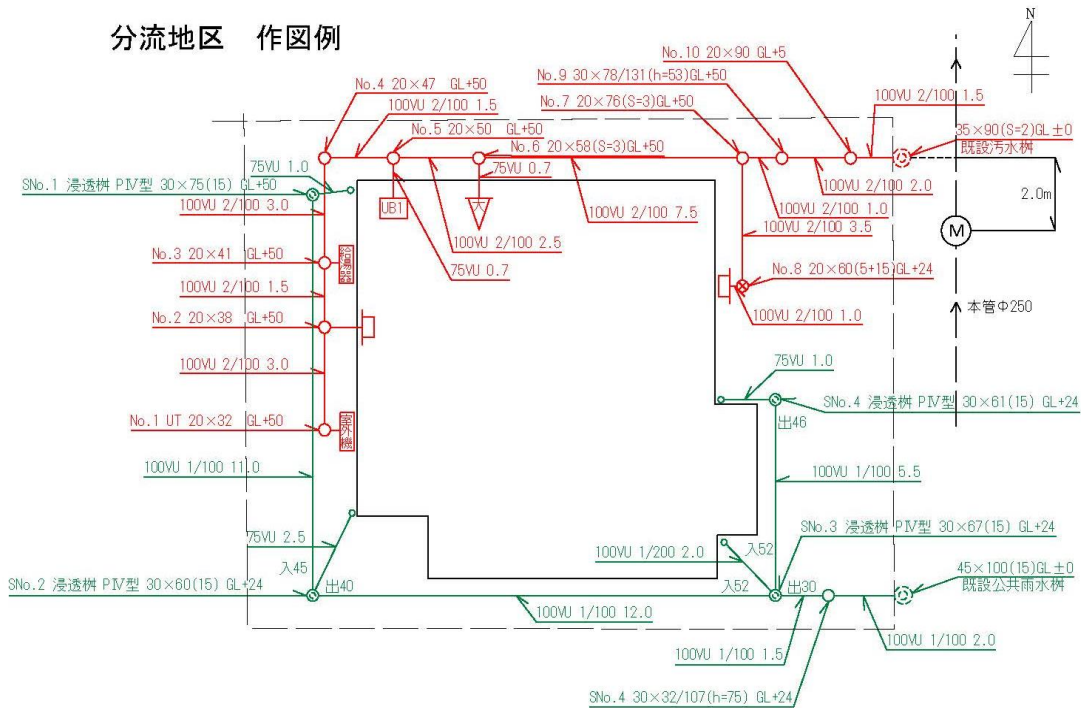 分流地区 作図例
N
No.10 20×90 GL+5
No.9 30×78/131(h=53)GL+50
No.4 20×47 GL+50
100VU 2/100 1.5
No.7 20×76(S=3)GL+50
100VU 2/100 1.5
No.5 20×50 GL+50
35×90(S=2)GL±0
既設汚水桝
No.6 20×58(S=3)GL+50
75VU 1.0
75VU 0.7
SNo.1 浸透桝 PⅣ型 30×75(15) GL+50
100VU 2/100 2.0
2.0m
UB1
大
100VU 2/100 3.0
100VU 2/100 7.5
100VU 2/100 1.0
100VU 2/100 2.5
100VU 2/100 3.5
M
No.3 20×41 GL+50
給湯器
75VU 0.7
No.8 20×60(5+15)GL+24
100VU 2/100 1.5
本管Φ250
100VU 2/100 1.0
No.2 20×38 GL+50
100VU 2/100 3.0
75VU 1.0
SNo.4 浸透桝 PⅣ型 30×61(15) GL+24
No.1 UT 20×32 GL+50
室外機
出46
100VU 1/100 11.0
100VU 1/100 5.5
75VU 2.5
SNo.3 浸透桝 PⅣ型 30×67(15) GL+24
100VU 1/200 2.0
入52
入45
45×100(15)GL±0
既設公共雨水桝
SNo.2 浸透桝 PⅣ型 30×60(15) GL+24
出40
入52
出30
100VU 1/100 12.0
100VU 1/100 2.0
100VU 1/100 1.5
SNo.4 30×32/107(h=75) GL+24